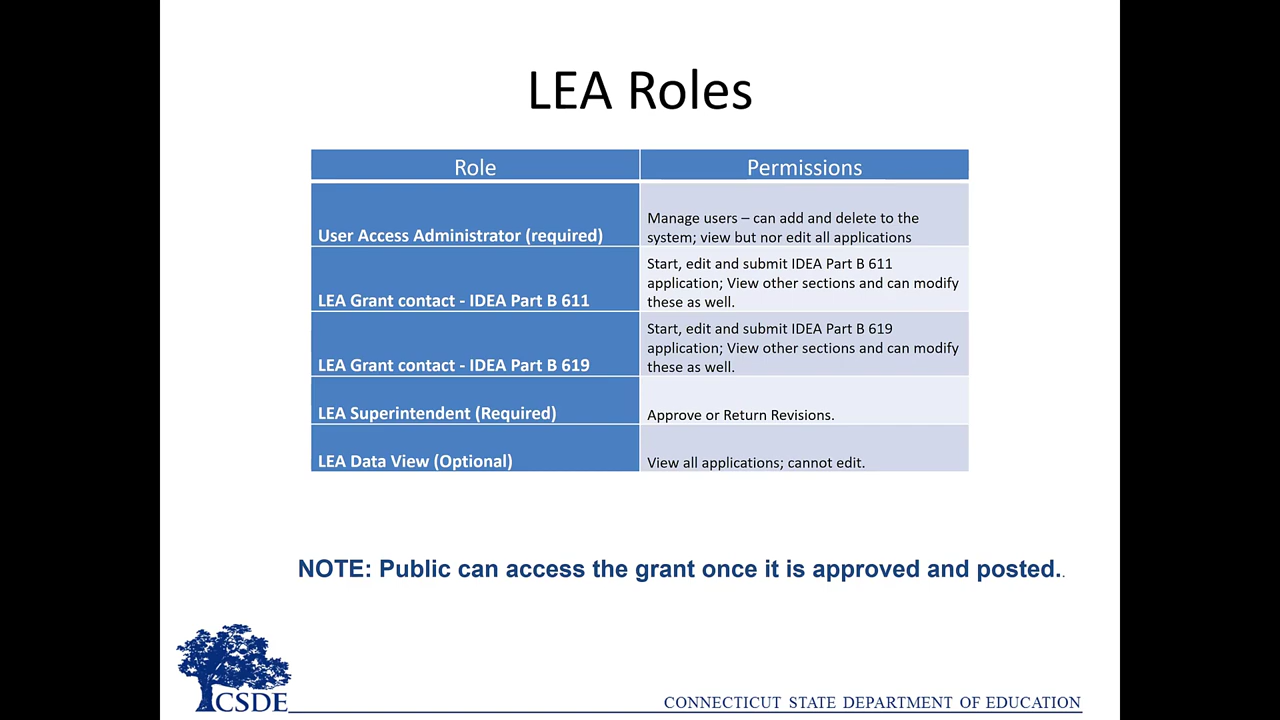 LEA Roles
Role
Permissions
User Access Administrator (required)
Manage users – can add and delete to the
system; view but nor edit all applications
LEA Grant contact - IDEA Part B 611
Start, edit and submit IDEA Part B 611
application; View other sections and can modify
these as well.
LEA Grant contact - IDEA Part B 619
Start, edit and submit IDEA Part B 619
application; View other sections and can modify
these as well.
LEA Superintendent (Required)
Approve or Return Revisions.
LEA Data View (Optional)
View all applications; cannot edit.
NOTE: Public can access the grant once it is approved and posted..
CSDE
CONNECTICUT STATE DEPARTMENT OF EDUCATION